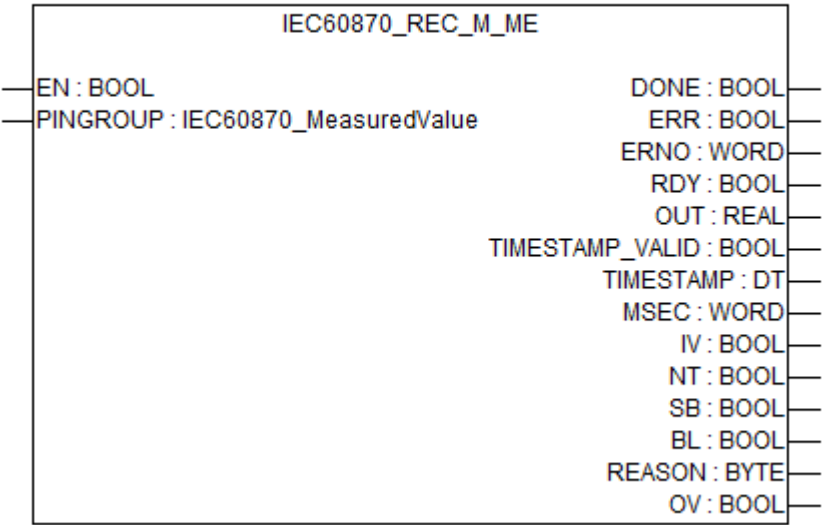 IEC60870_REC_M_ME
EN : BOOL DONE : BOOL
PINGROUP : IEC60870_MeasuredValue ERR : BOOL
ERNO : WORD
RDY : BOOL
OUT : REAL
TIMESTAMP_VALID : BOOL
TIMESTAMP : DT
MSEC : WORD
IV : BOOL
NT : BOOL
SB : BOOL
BL : BOOL
REASON : BYTE
OV : BOOL